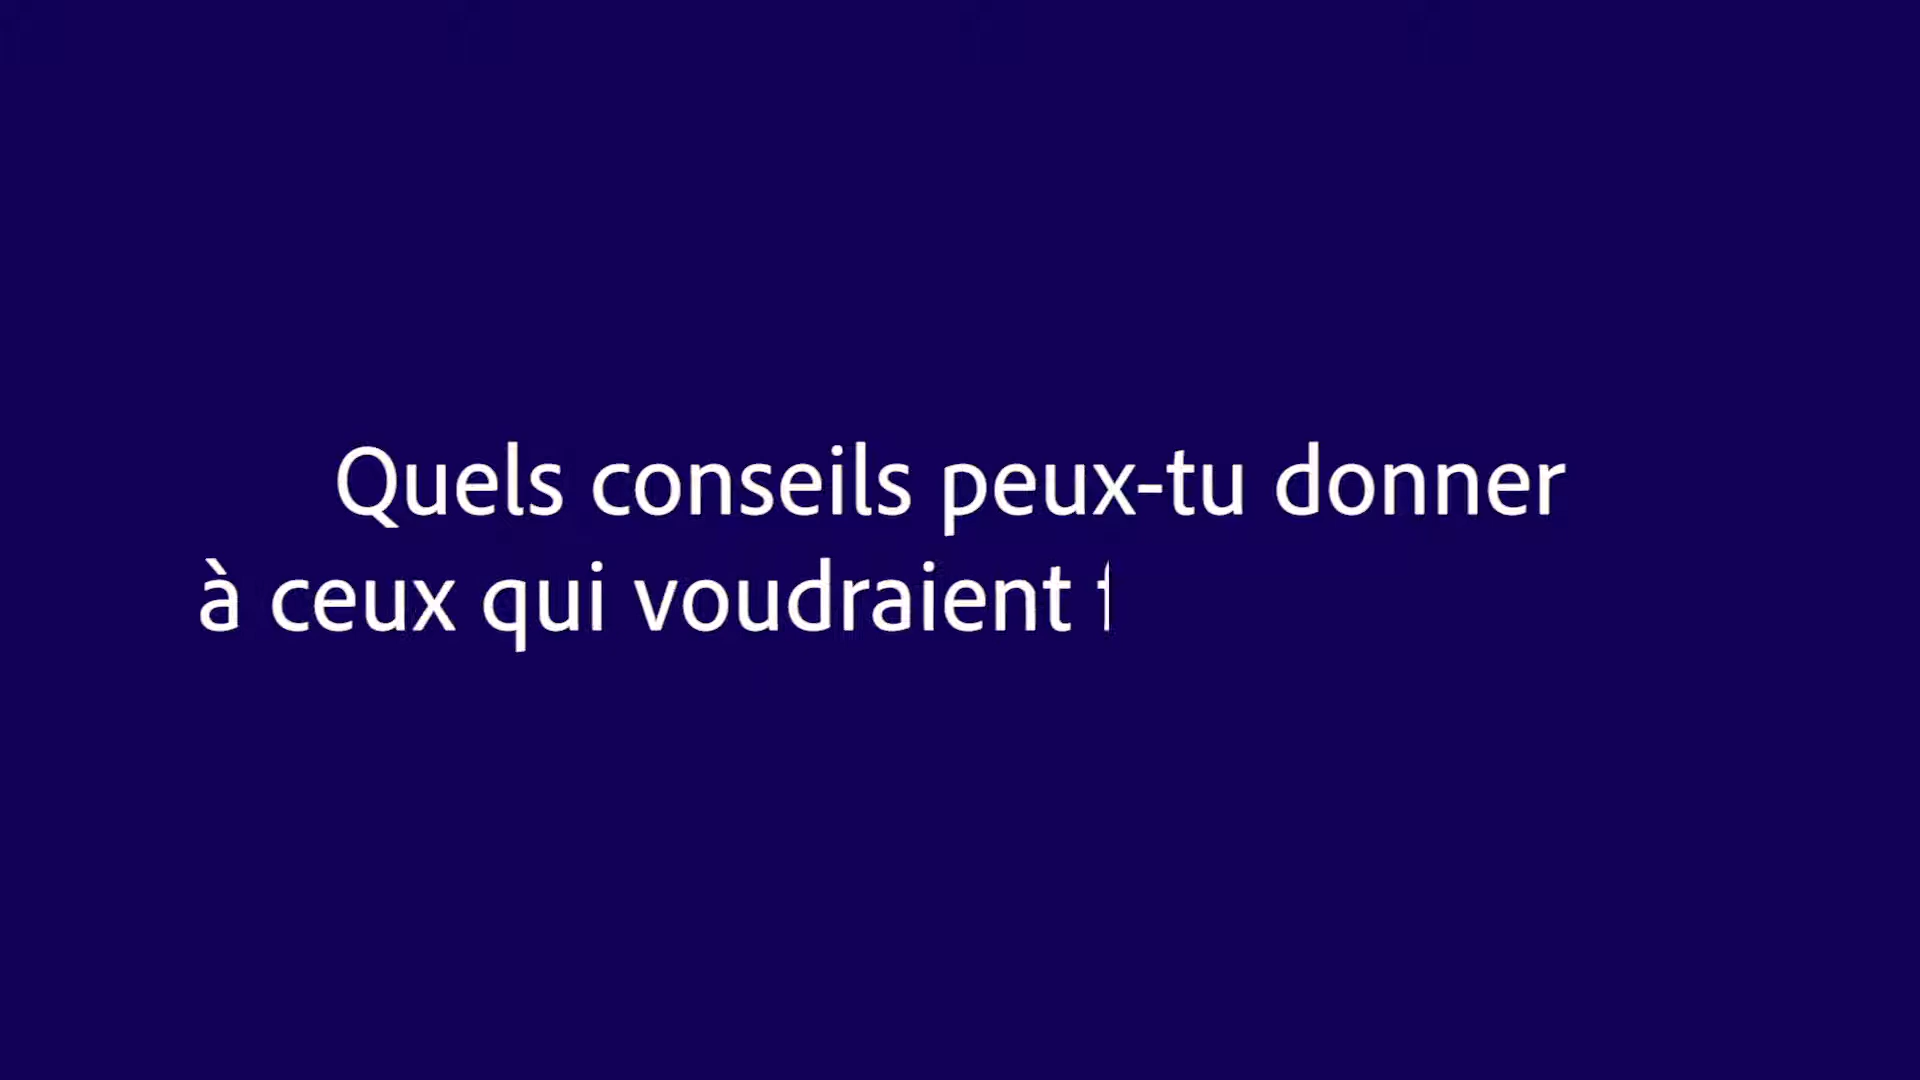 Quels conseils peux-tu donner
à ceux qui voudraient